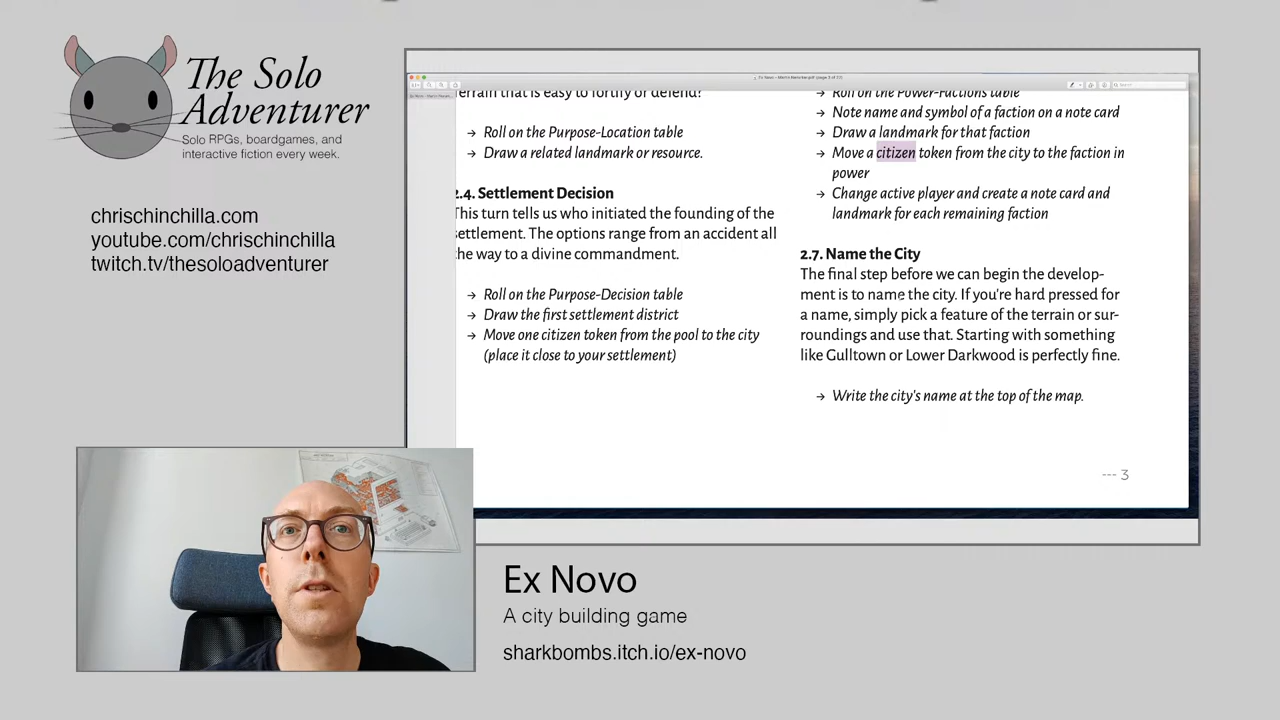 The Solo
Adventurer
Solo RPGs, boardgames, and
interactive fiction every week.
chrischinchilla.com
youtube.com/chrischinchilla
twitch.tv/thesoloadventurer
terrain that is easy to fortify or defend?
→ Roll on the Purpose-Location table
→ Draw a related landmark or resource.
2.4. Settlement Decision
This turn tells us who initiated the founding of the
settlement. The options range from an accident all
the way to a divine commandment.
→ Roll on the Purpose-Decision table
→ Draw the first settlement district
→ Move one citizen token from the pool to the city
(place it close to your settlement)
→ Roll on the Power-Factions table
→ Note name and symbol of a faction on a note card
→ Draw a landmark for that faction
→ Move a citizen token from the city to the faction in
power
→ Change active player and create a note card and
landmark for each remaining faction
2.7. Name the City
The final step before we can begin the develop-
ment is to name the city. If you're hard pressed for
a name, simply pick a feature of the terrain or sur-
roundings and use that. Starting with something
like Gulltown or Lower Darkwood is perfectly fine.
→ Write the city's name at the top of the map.
--- 3
Ex Novo
A city building game
sharkbombs.itch.io/ex-novo